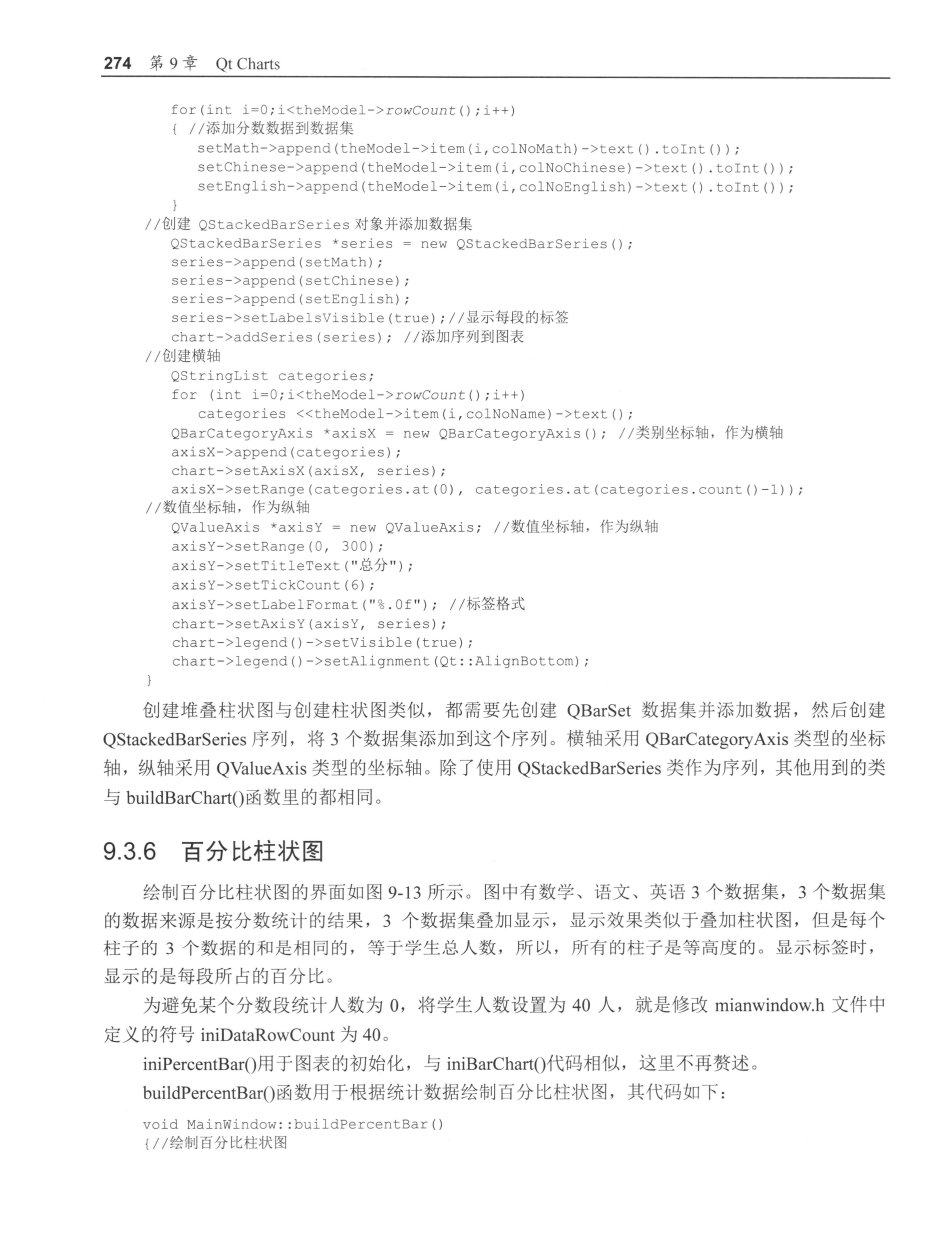 274 第 9 章 Qt Charts
for(int i=0;i<theModel->rowCount();i++)
{ //添加分数数据到数据集
setMath->append(theModel->item(i,colNoMath)->text().toInt());
setChinese->append(theModel->item(i,colNoChinese)->text().toInt());
setEnglish->append(theModel->item(i,colNoEnglish)->text().toInt());
}
//创建 QStackedBarSeries 对象并添加数据集
QStackedBarSeries *series = new QStackedBarSeries();
series->append(setMath);
series->append(setChinese);
series->append(setEnglish);
series->setLabelsVisible(true);//显示每段的标签
chart->addSeries(series); //添加序列到图表
//创建横轴
QStringList categories;
for (int i=0;i<theModel->rowCount();i++)
categories <<theModel->item(i,colNoName)->text();
QBarCategoryAxis *axisX = new QBarCategoryAxis(); //类别坐标轴，作为横轴
axisX->append(categories);
chart->setAxisX(axisX, series);
axisX->setRange(categories.at(0), categories.at(categories.count()-1));
//数值坐标轴，作为纵轴
QValueAxis *axisY = new QValueAxis; //数值坐标轴，作为纵轴
axisY->setRange(0, 300);
axisY->setTitleText("总分");
axisY->setTickCount(6);
axisY->setLabelFormat("%.0f"); //标签格式
chart->setAxisY(axisY, series);
chart->legend()->setVisible(true);
chart->legend()->setAlignment(Qt::AlignBottom);
}
创建堆叠柱状图与创建柱状图类似，都需要先创建 QBarSet 数据集并添加数据，然后创建
QStackedBarSeries 序列，将 3 个数据集添加到这个序列。横轴采用 QBarCategoryAxis 类型的坐标
轴，纵轴采用 QValueAxis 类型的坐标轴。除了使用 QStackedBarSeries 类作为序列，其他用到的类
与 buildBarChart()函数里的都相同。
9.3.6 百分比柱状图
绘制百分比柱状图的界面如图 9-13 所示。图中有数学、语文、英语 3 个数据集，3 个数据集
的数据来源是按分数统计的结果，3 个数据集叠加显示，显示效果类似于叠加柱状图，但是每个
柱子的 3 个数据的和是相同的，等于学生总人数，所以，所有的柱子是等高度的。显示标签时，
显示的是每段所占的百分比。
为避免某个分数段统计人数为 0，将学生人数设置为 40 人，就是修改 mianwindow.h 文件中
定义的符号 iniDataRowCount 为 40。
iniPercentBar()用于图表的初始化，与 iniBarChart()代码相似，这里不再赘述。
buildPercentBar()函数用于根据统计数据绘制百分比柱状图，其代码如下：
void MainWindow::buildPercentBar()
{//绘制百分比柱状图